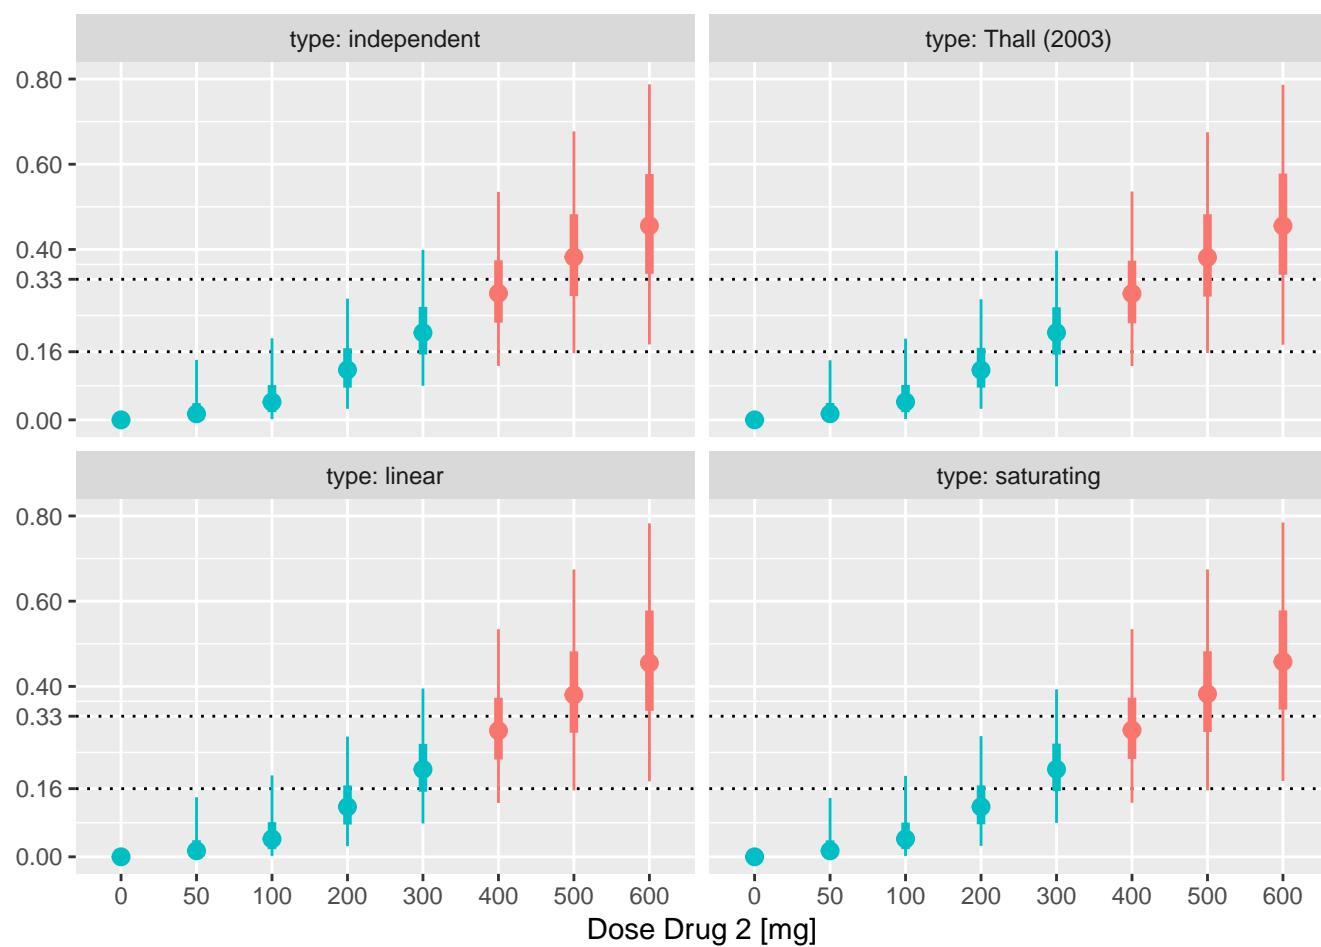 type: independent
type: Thall (2003)
0.80
0.60
0.40
0.33
0.16
0.00
type: linear
type: saturating
0.80
0.60
0.40
0.33
0.16
0.00
0 50 100 200 300 400 500 600
0 50 100 200 300 400 500 600
Dose Drug 2 [mg]